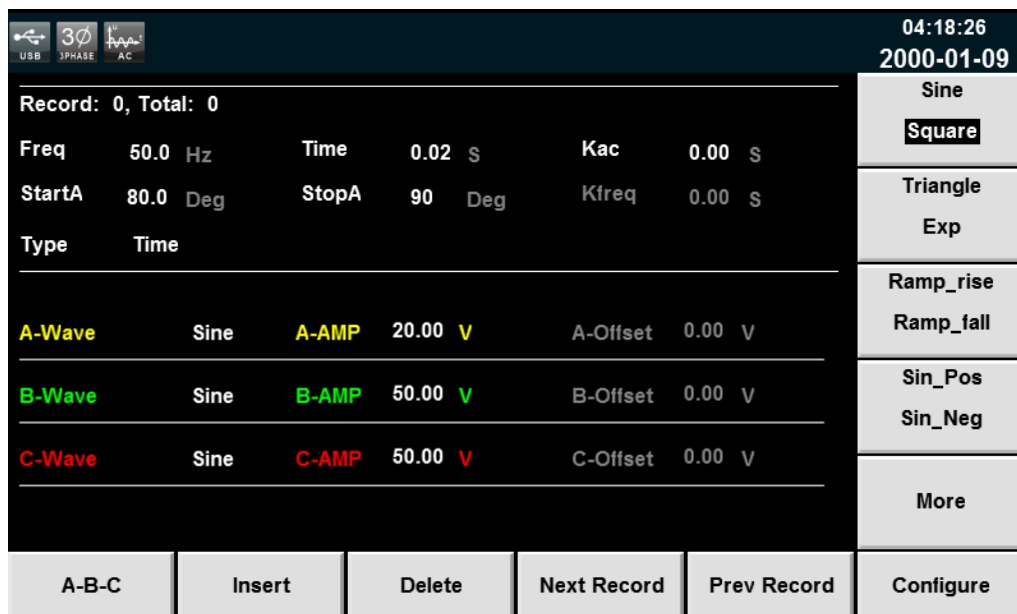 USB 3Ø 3PHASE u t AC 04:18:26
2000-01-09
Record: 0, Total: 0
Freq 50.0 Hz Time 0.02 S Kac 0.00 S
StartA 80.0 Deg StopA 90 Deg Kfreq 0.00 S
Type Time
A-Wave Sine A-AMP 20.00 V A-Offset 0.00 V
B-Wave Sine B-AMP 50.00 V B-Offset 0.00 V
C-Wave Sine C-AMP 50.00 V C-Offset 0.00 V
Sine
Square
Triangle
Exp
Ramp_rise
Ramp_fall
Sin_Pos
Sin_Neg
More
A-B-C Insert Delete Next Record Prev Record Configure